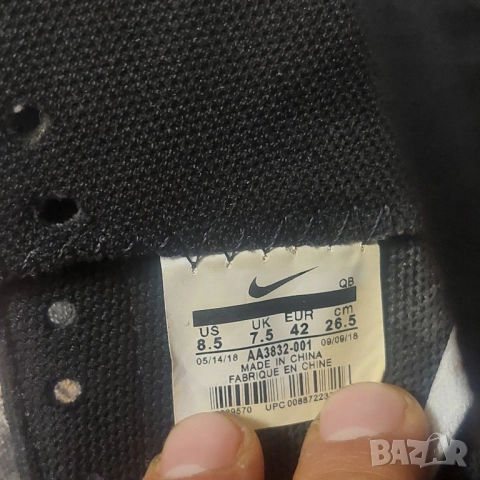 QB
US UK EUR cm
8.5 7.5 42 26.5
05/14/18 AA3832-001 09/09/18
MADE IN CHINA
FABRIQUE EN CHINE
UPC
BAZAR